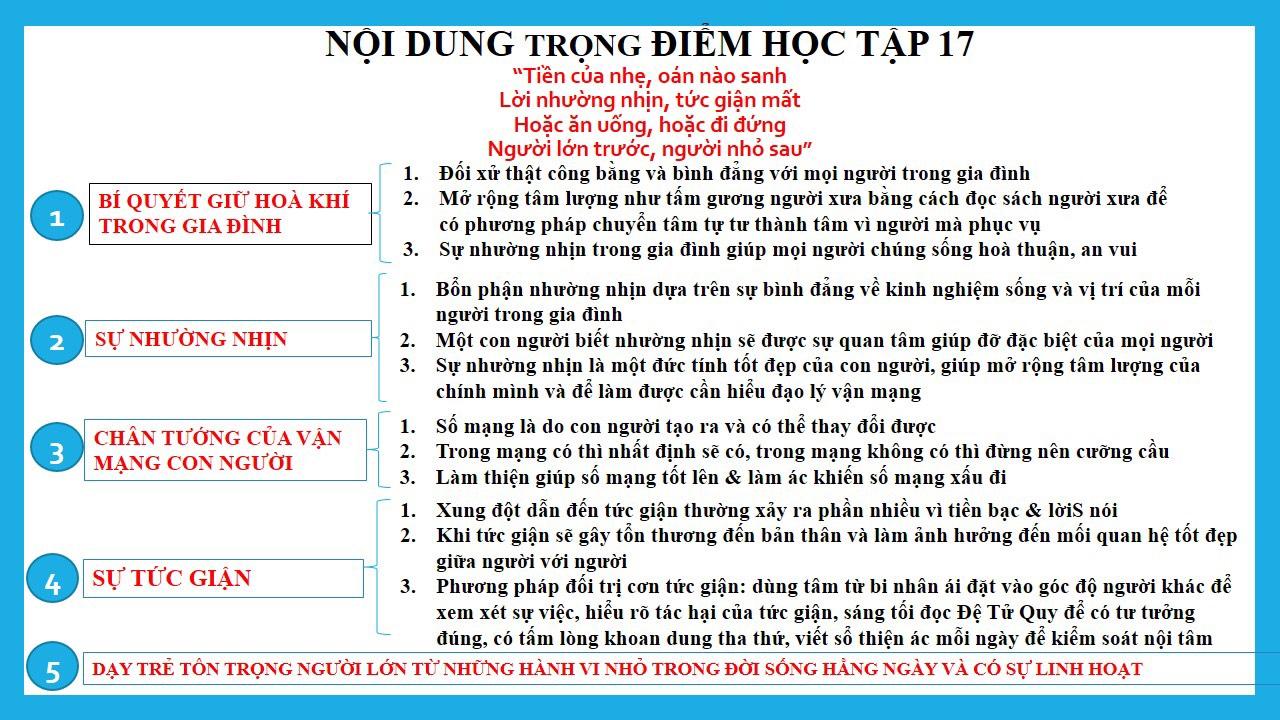 NỘI DUNG TRỌNG ĐIỂM HỌC TẬP 17
“Tiền của nhẹ, oán nào sanh
Lời nhường nhịn, tức giận mất
Hoặc ăn uống, hoặc đi đứng
Người lớn trước, người nhỏ sau”
1
BÍ QUYẾT GIỮ HOÀ KHÍ
TRONG GIA ĐÌNH
1. Đối xử thật công bằng và bình đẳng với mọi người trong gia đình
2. Mở rộng tâm lượng như tấm gương người xưa bằng cách đọc sách người xưa để
có phương pháp chuyển tâm tự tư thành tâm vì người mà phục vụ
3. Sự nhường nhịn trong gia đình giúp mọi người chúng sống hoà thuận, an vui
2
SỰ NHƯỜNG NHỊN
1. Bổn phận nhường nhịn dựa trên sự bình đẳng về kinh nghiệm sống và vị trí của mỗi
người trong gia đình
2. Một con người biết nhường nhịn sẽ được sự quan tâm giúp đỡ đặc biệt của mọi người
3. Sự nhường nhịn là một đức tính tốt đẹp của con người, giúp mở rộng tâm lượng của
chính mình và để làm được cần hiểu đạo lý vận mạng
3
CHÂN TƯỚNG CỦA VẬN
MẠNG CON NGƯỜI
1. Số mạng là do con người tạo ra và có thể thay đổi được
2. Trong mạng có thì nhất định sẽ có, trong mạng không có thì đừng nên cưỡng cầu
3. Làm thiện giúp số mạng tốt lên & làm ác khiến số mạng xấu đi
4
SỰ TỨC GIẬN
1. Xung đột dẫn đến tức giận thường xảy ra phần nhiều vì tiền bạc & lờiS nói
2. Khi tức giận sẽ gây tổn thương đến bản thân và làm ảnh hưởng đến mối quan hệ tốt đẹp
giữa người với người
3. Phương pháp đối trị cơn tức giận: dùng tâm từ bi nhân ái đặt vào góc độ người khác để
xem xét sự việc, hiểu rõ tác hại của tức giận, sáng tối đọc Đệ Tử Quy để có tư tưởng
đúng, có tấm lòng khoan dung tha thứ, viết sổ thiện ác mỗi ngày để kiểm soát nội tâm
5
DẠY TRẺ TÔN TRỌNG NGƯỜI LỚN TỪ NHỮNG HÀNH VI NHỎ TRONG ĐỜI SỐNG HẰNG NGÀY VÀ CÓ SỰ LINH HOẠT